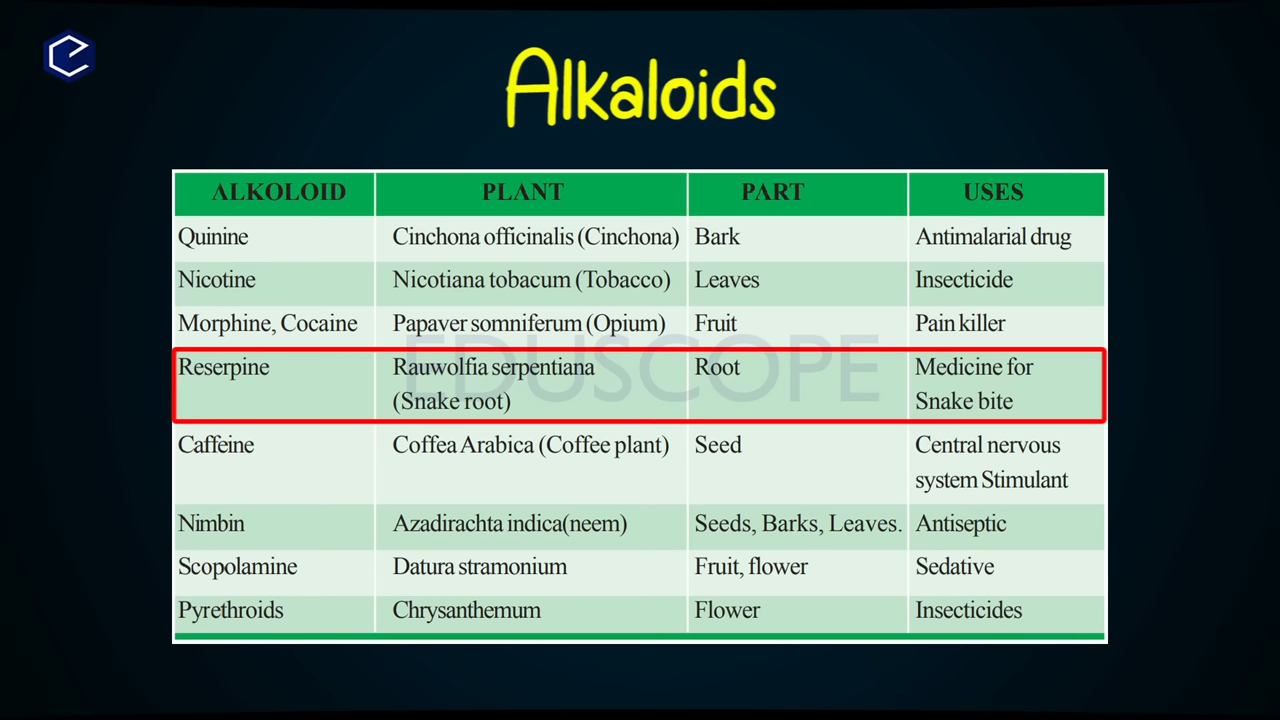 Alkaloids
ALKOLOID PLANT PART USES
Quinine Cinchona officinalis (Cinchona) Bark Antimalarial drug
Nicotine Nicotiana tobacum (Tobacco) Leaves Insecticide
Morphine, Cocaine Papaver somniferum (Opium) Fruit Pain killer
EDUSCOPE
Reserpine Rauwolfia serpentiana Root Medicine for
(Snake root) Snake bite
Caffeine Coffea Arabica (Coffee plant) Seed Central nervous
system Stimulant
Nimbin Azadirachta indica(neem) Seeds, Barks, Leaves. Antiseptic
Scopolamine Datura stramonium Fruit, flower Sedative
Pyrethroids Chrysanthemum Flower Insecticides